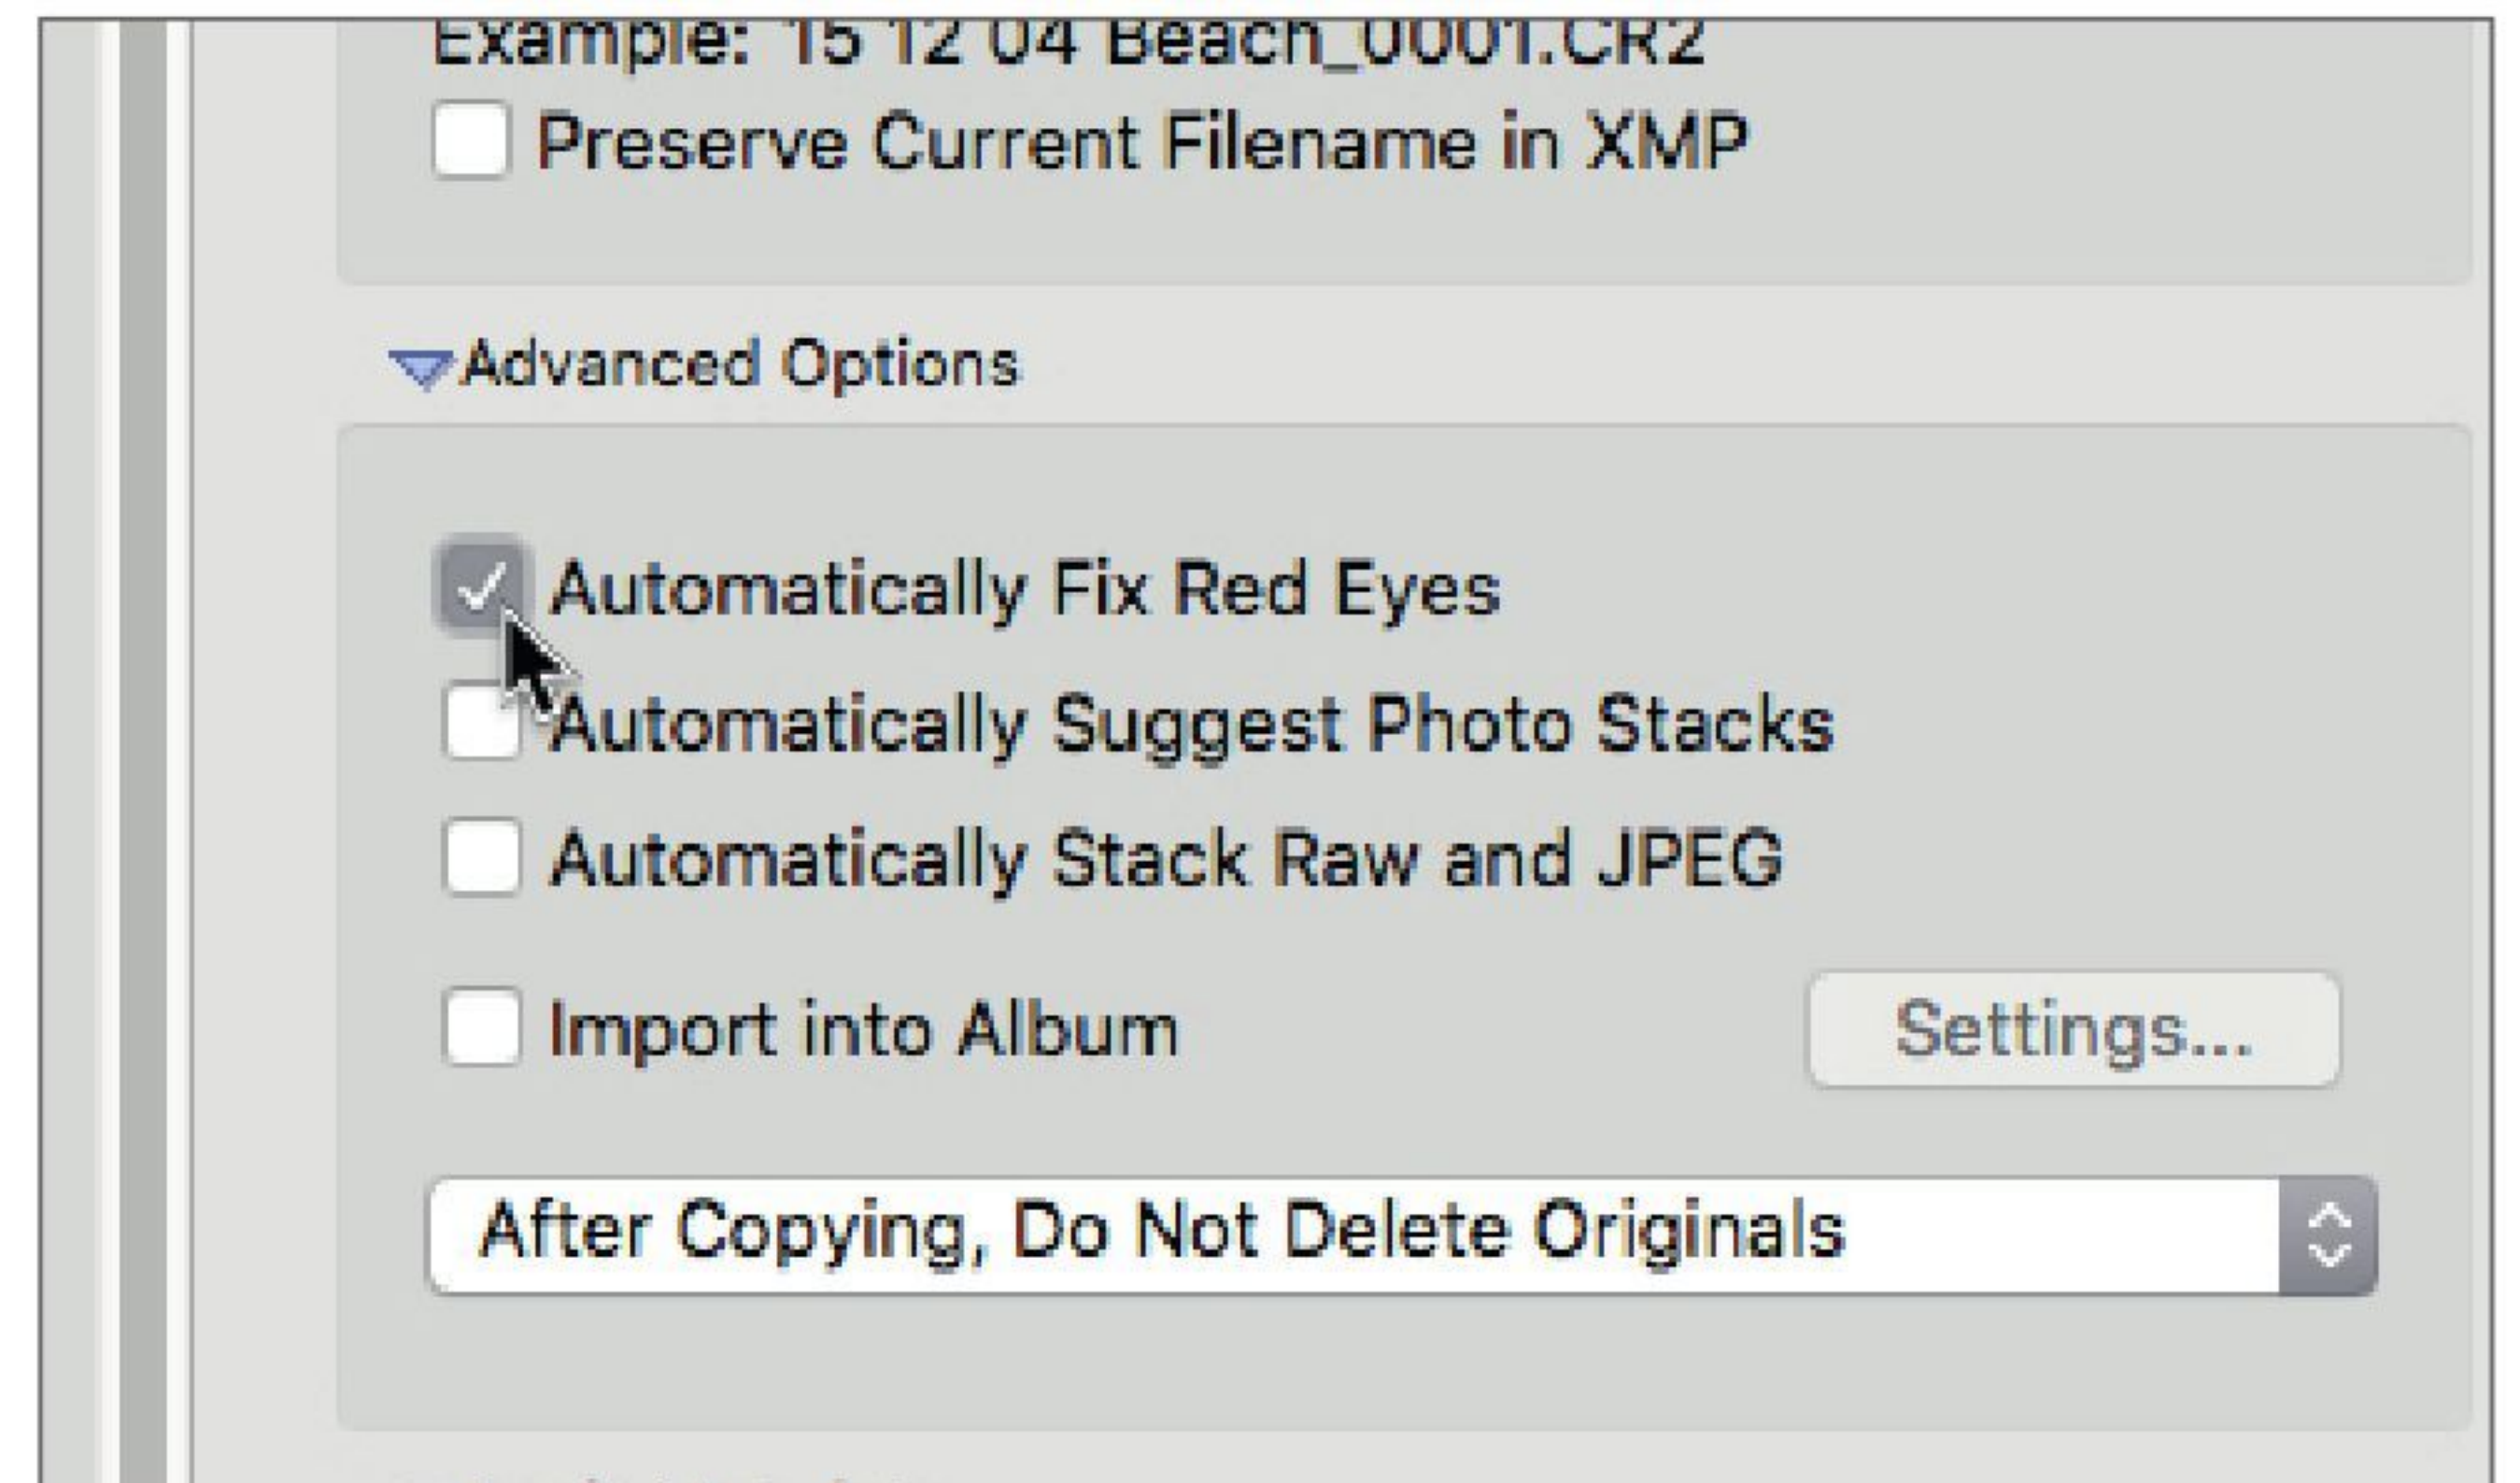 Example: 15 12 04 Beach_0001.CR2
Preserve Current Filename in XMP
Advanced Options
Automatically Fix Red Eyes
Automatically Suggest Photo Stacks
Automatically Stack Raw and JPEG
Import into Album
Settings...
After Copying, Do Not Delete Originals